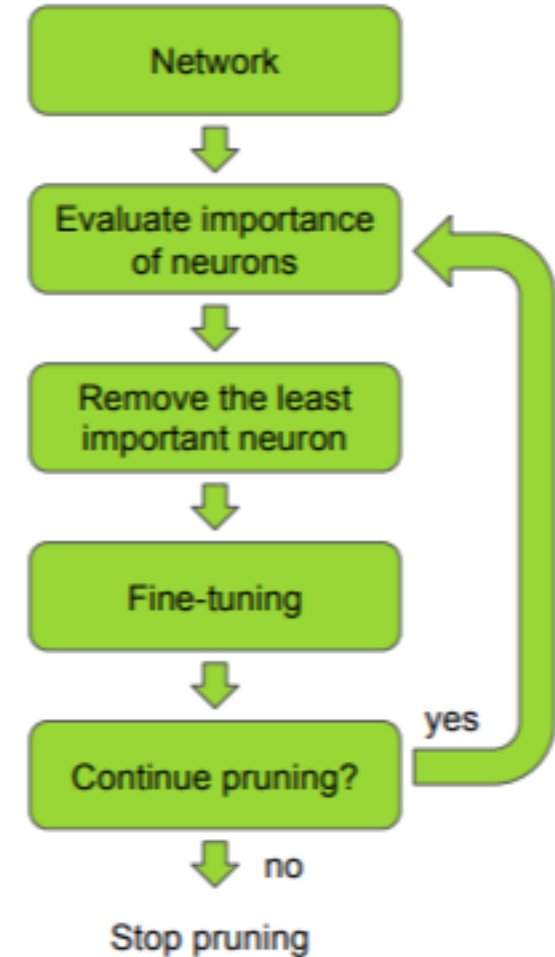 Network
Evaluate importance
of neurons
Remove the least
important neuron
Fine-tuning
yes
Continue pruning?
no
Stop pruning